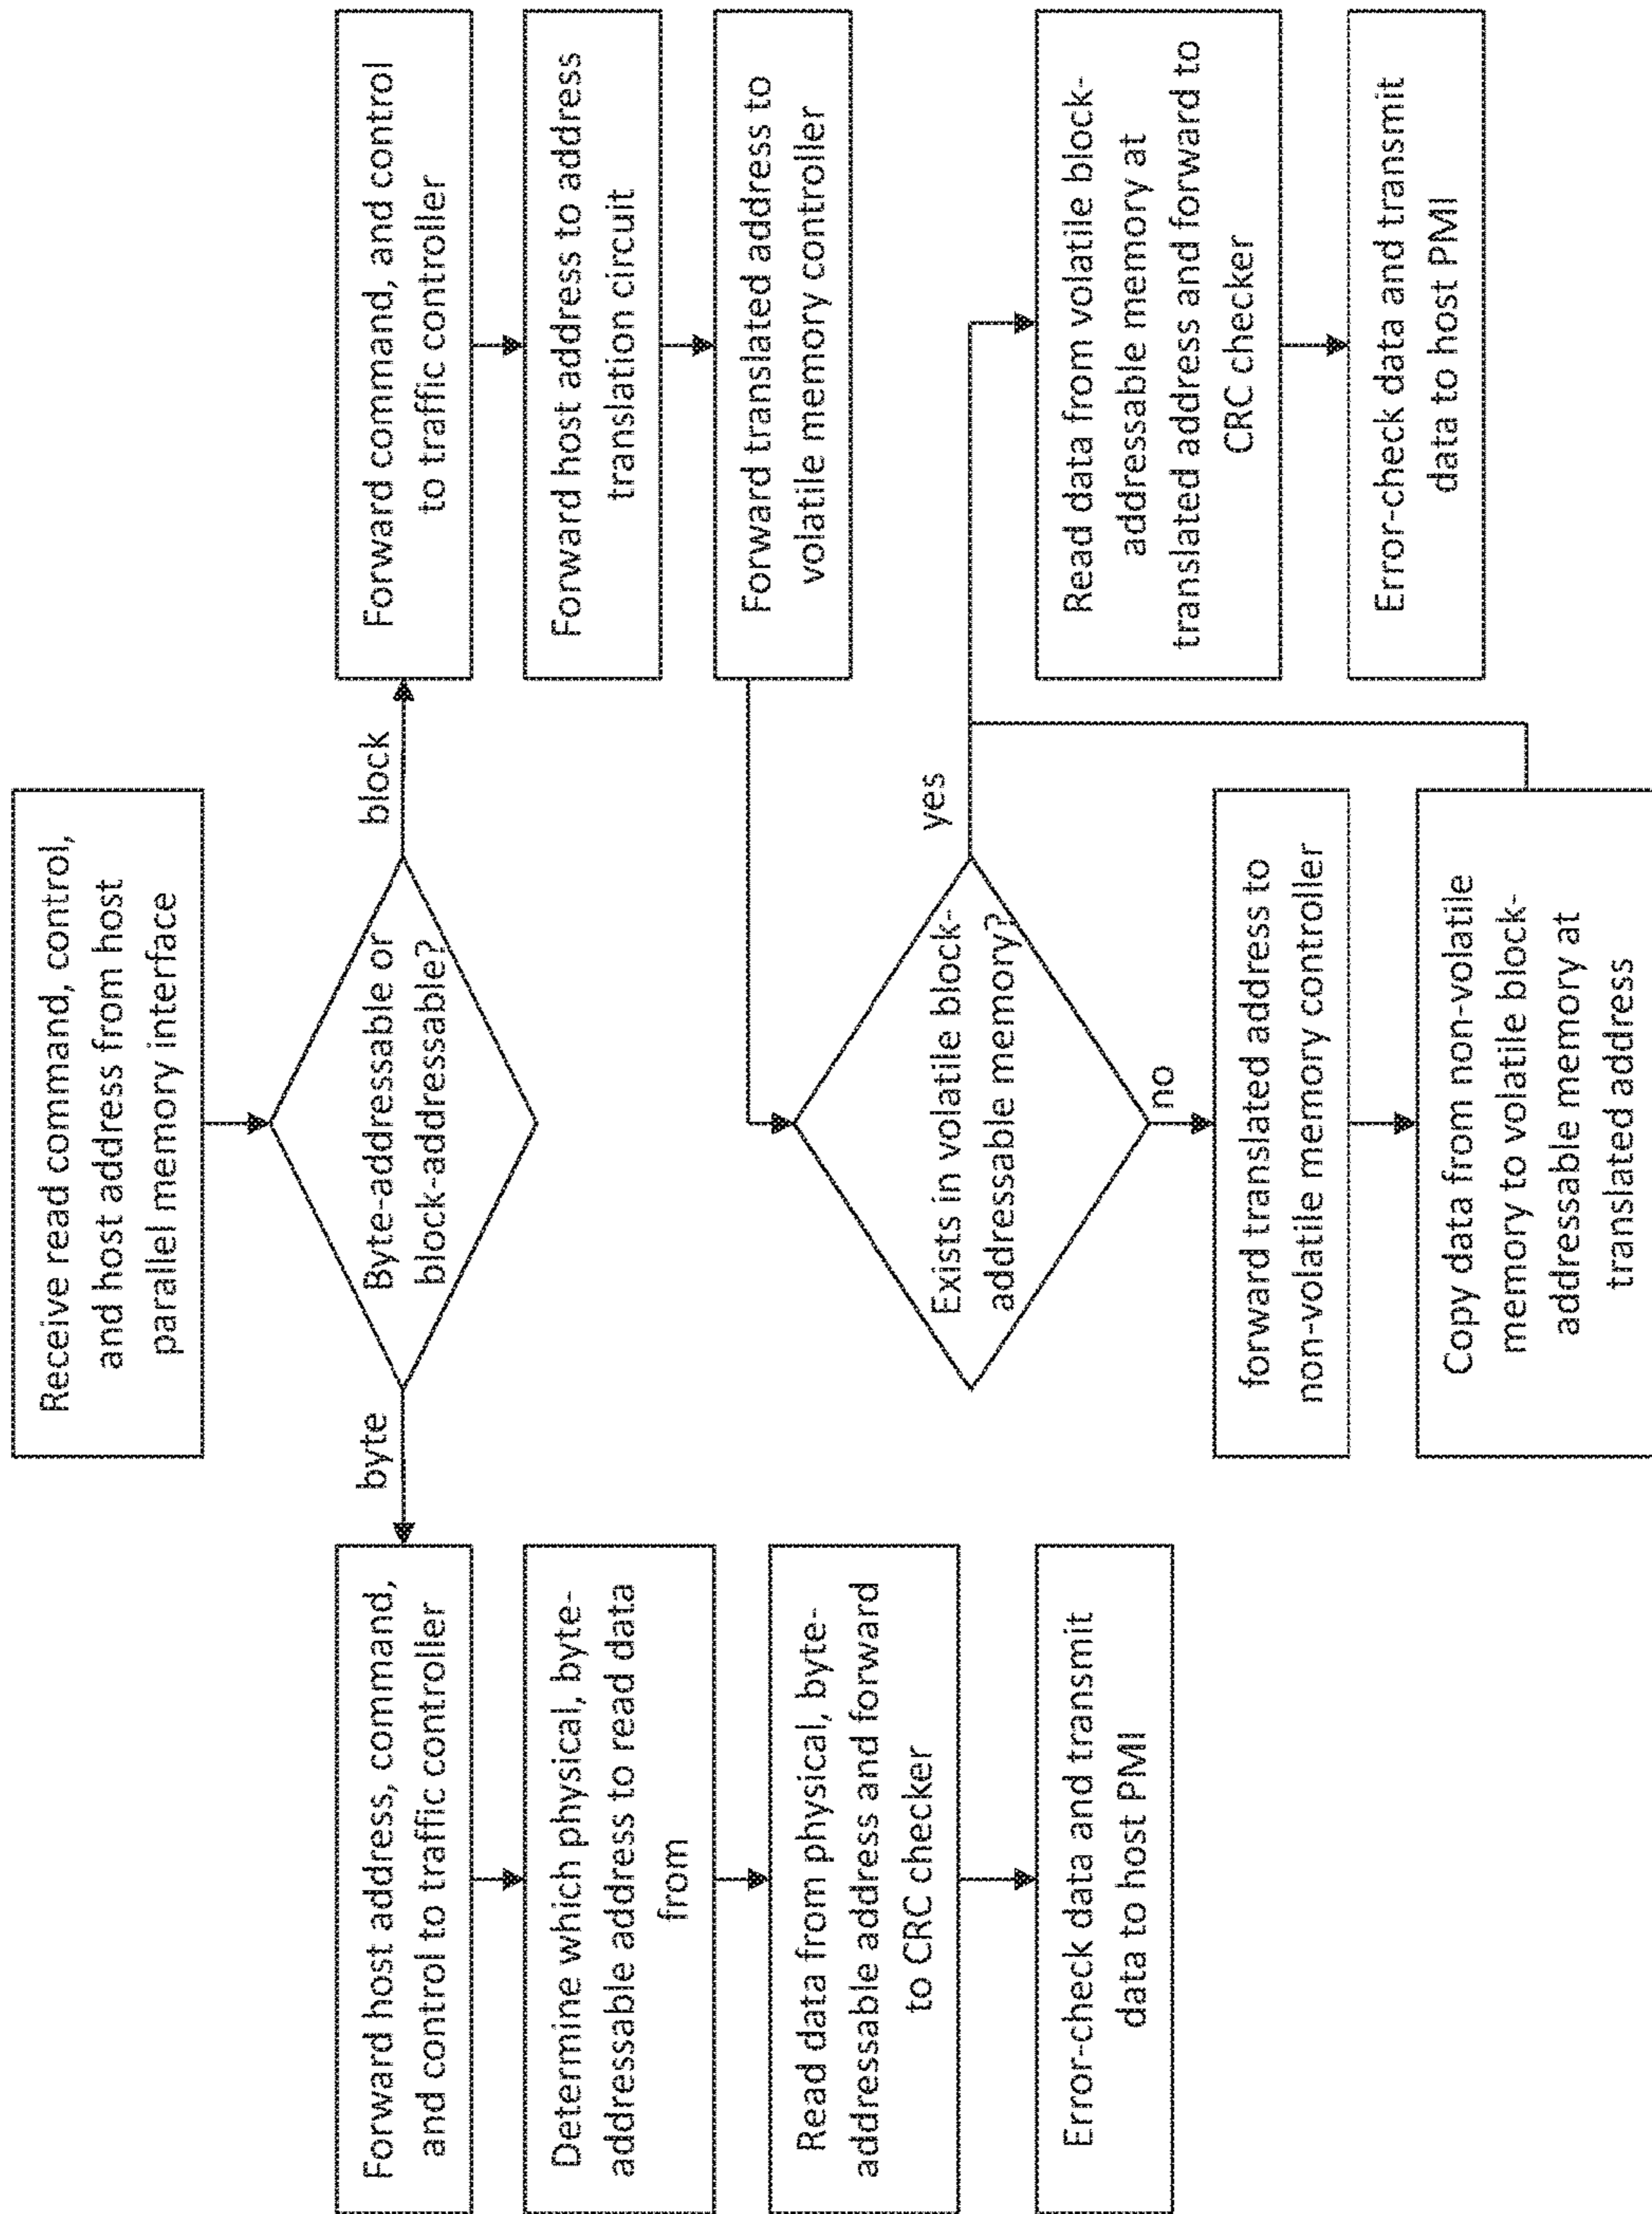 Receive read command, control,
and host address from host
parallel memory interface
Byte-addressable or
block-addressable?
byte
block
Forward host address, command,
and control to traffic controller
Determine which physical, byte-
addressable address to read data
from
Read data from physical, byte-
addressable address and forward
to CRC checker
Error-check data and transmit
data to host PMI
Forward command, and control
to traffic controller
Forward host address to address
translation circuit
Forward translated address to
volatile memory controller
Exists in volatile block-
addressable memory?
yes
no
forward translated address to
non-volatile memory controller
Copy data from non-volatile
memory to volatile block-
addressable memory at
translated address
Read data from volatile block-
addressable memory at
translated address and forward to
CRC checker
Error-check data and transmit
data to host PMI